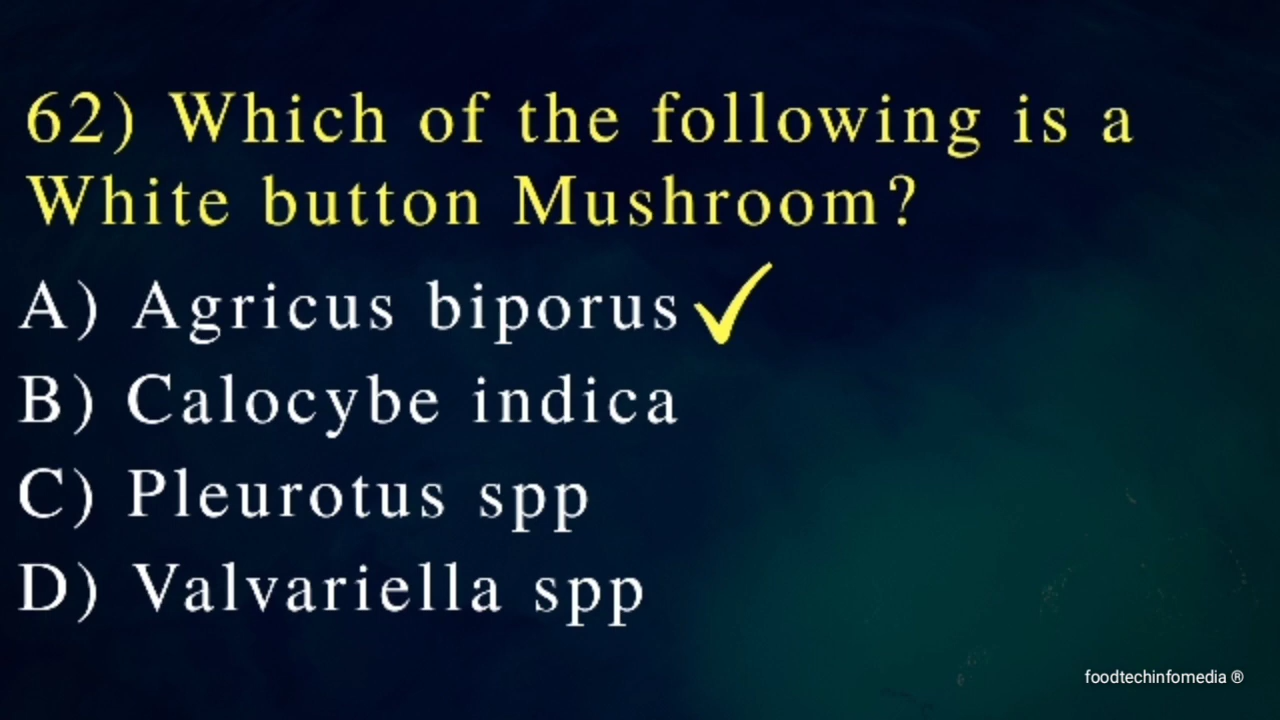 62) Which of the following is a
White button Mushroom?
A) Agricus biporus ✓
B) Calocybe indica
C) Pleurotus spp
D) Valvariella spp
foodtechinfomedia ®